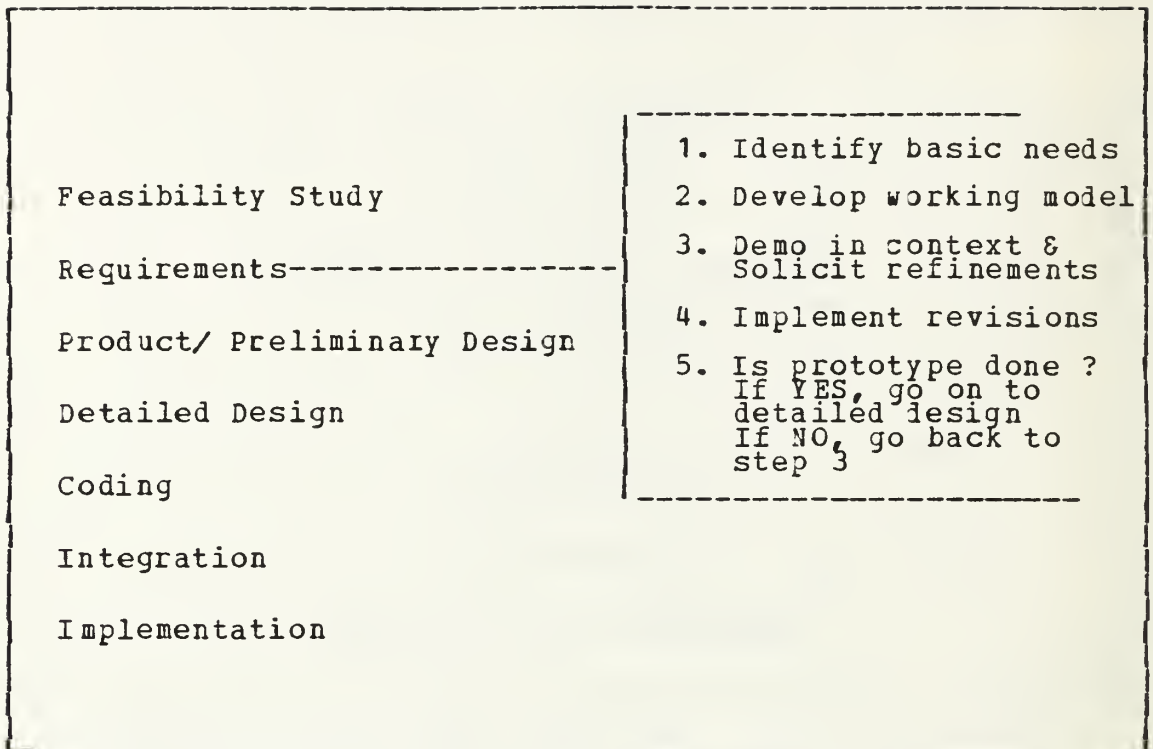 Feasibility Study
Requirements
Product/ Preliminary Design
Detailed Design
Coding
Integration
Implementation
1. Identify basic needs
2. Develop working model
3. Demo in context &
Solicit refinements
4. Implement revisions
5. Is prototype done ?
If YES, go on to
detailed design
If NO, go back to
step 3